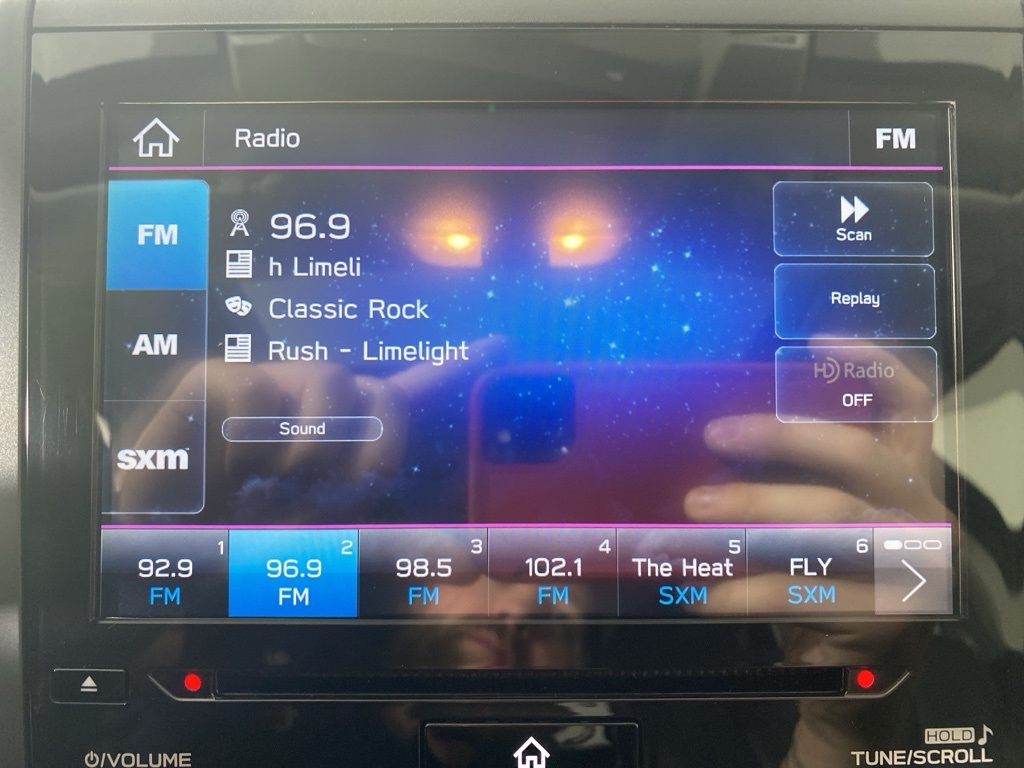 Radio
FM
FM
AM
sxm
96.9
h Limeli
Classic Rock
Rush - Limelight
Sound
Scan
Replay
HD Radio
OFF
1
92.9
FM
2
96.9
FM
3
98.5
FM
4
102.1
FM
5
The Heat
SXM
6
FLY
SXM
/VOLUME
HOLD
TUNE/SCROLL